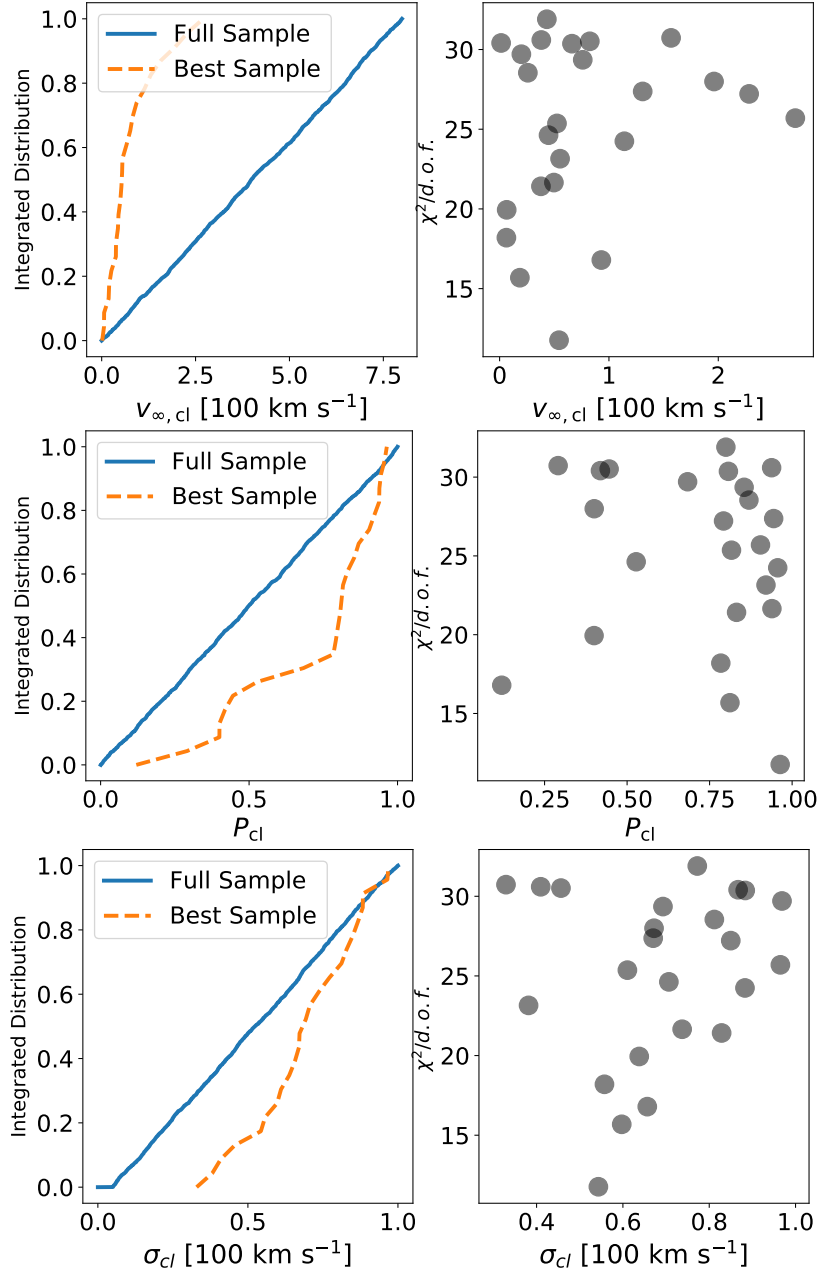 1.0
0.8
0.6
0.4
0.2
0.0
Integrated Distribution
Full Sample
Best Sample
0.0 2.5 5.0 7.5
v∞, cl [100 km s⁻¹]
30
25
20
15
χ²/d.o.f.
0 1 2
v∞, cl [100 km s⁻¹]
1.0
0.8
0.6
0.4
0.2
0.0
Integrated Distribution
Full Sample
Best Sample
0.0 0.5 1.0
P_cl
30
25
20
15
χ²/d.o.f.
0.25 0.50 0.75 1.00
P_cl
1.0
0.8
0.6
0.4
0.2
0.0
Integrated Distribution
Full Sample
Best Sample
0.0 0.5 1.0
σ_cl [100 km s⁻¹]
30
25
20
15
χ²/d.o.f.
0.4 0.6 0.8 1.0
σ_cl [100 km s⁻¹]